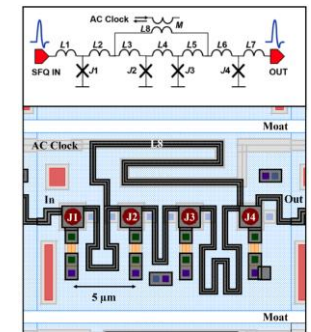 AC Clock
L8 M
L1 L2 L3 L4 L5 L6 L7
SFQ IN J1 J2 J3 J4 OUT
Moat
AC Clock L8
In Out
J1 J2 J3 J4
5 µm
Moat